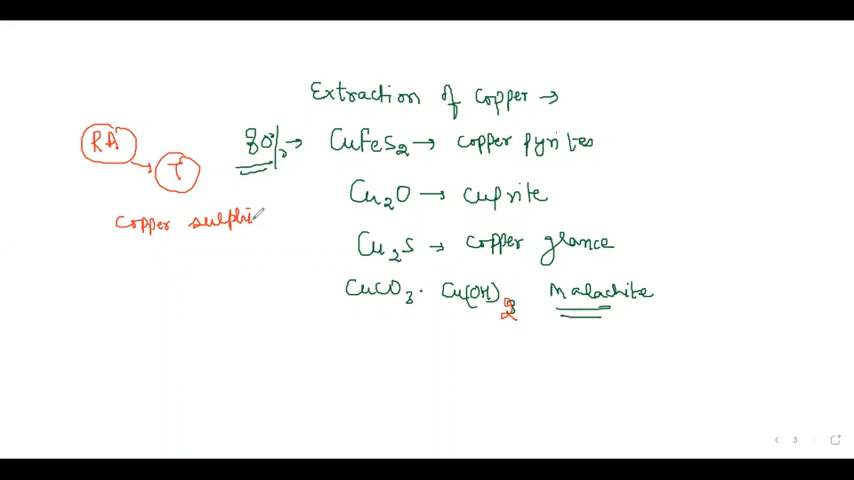 Extraction of copper →
RA → T
80% → CuFeS2 → copper pyrites
Cu2O → cuprite
copper sulphi
Cu2S → copper glance
CuCO3 · Cu(OH)2 Malachite
3